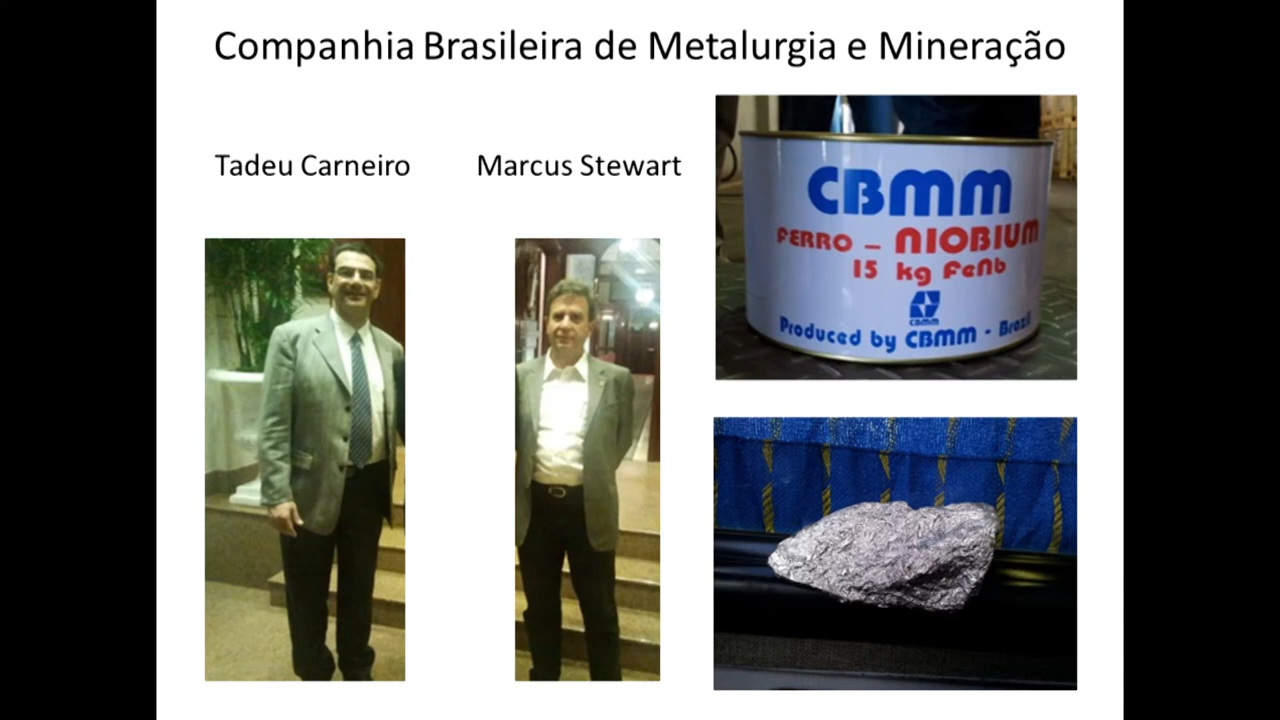 Companhia Brasileira de Metalurgia e Mineração
Tadeu Carneiro
Marcus Stewart
CBMM
FERRO – NIOBIUM
15 kg FeNb
CBMM
Produced by CBMM - Brazil